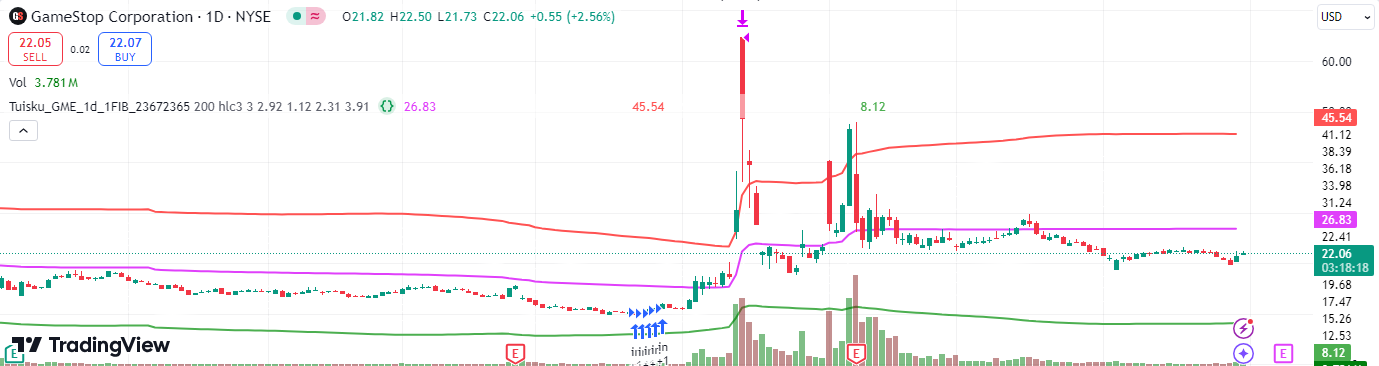 GameStop Corporation · 1D · NYSE
O21.82 H22.50 L21.73 C22.06 +0.55 (+2.56%)
USD
22.05
SELL
0.02
22.07
BUY
60.00
Vol 3.781M
Tuisku_GME_1d_1FIB_23672365 200 hlc3 3 2.92 1.12 2.31 3.91 {} 26.83
45.54
8.12
45.54
41.12
38.39
36.18
33.98
31.24
26.83
22.41
22.06
03:18:18
19.68
17.47
15.26
12.53
8.12
TradingView
E
E
E
E